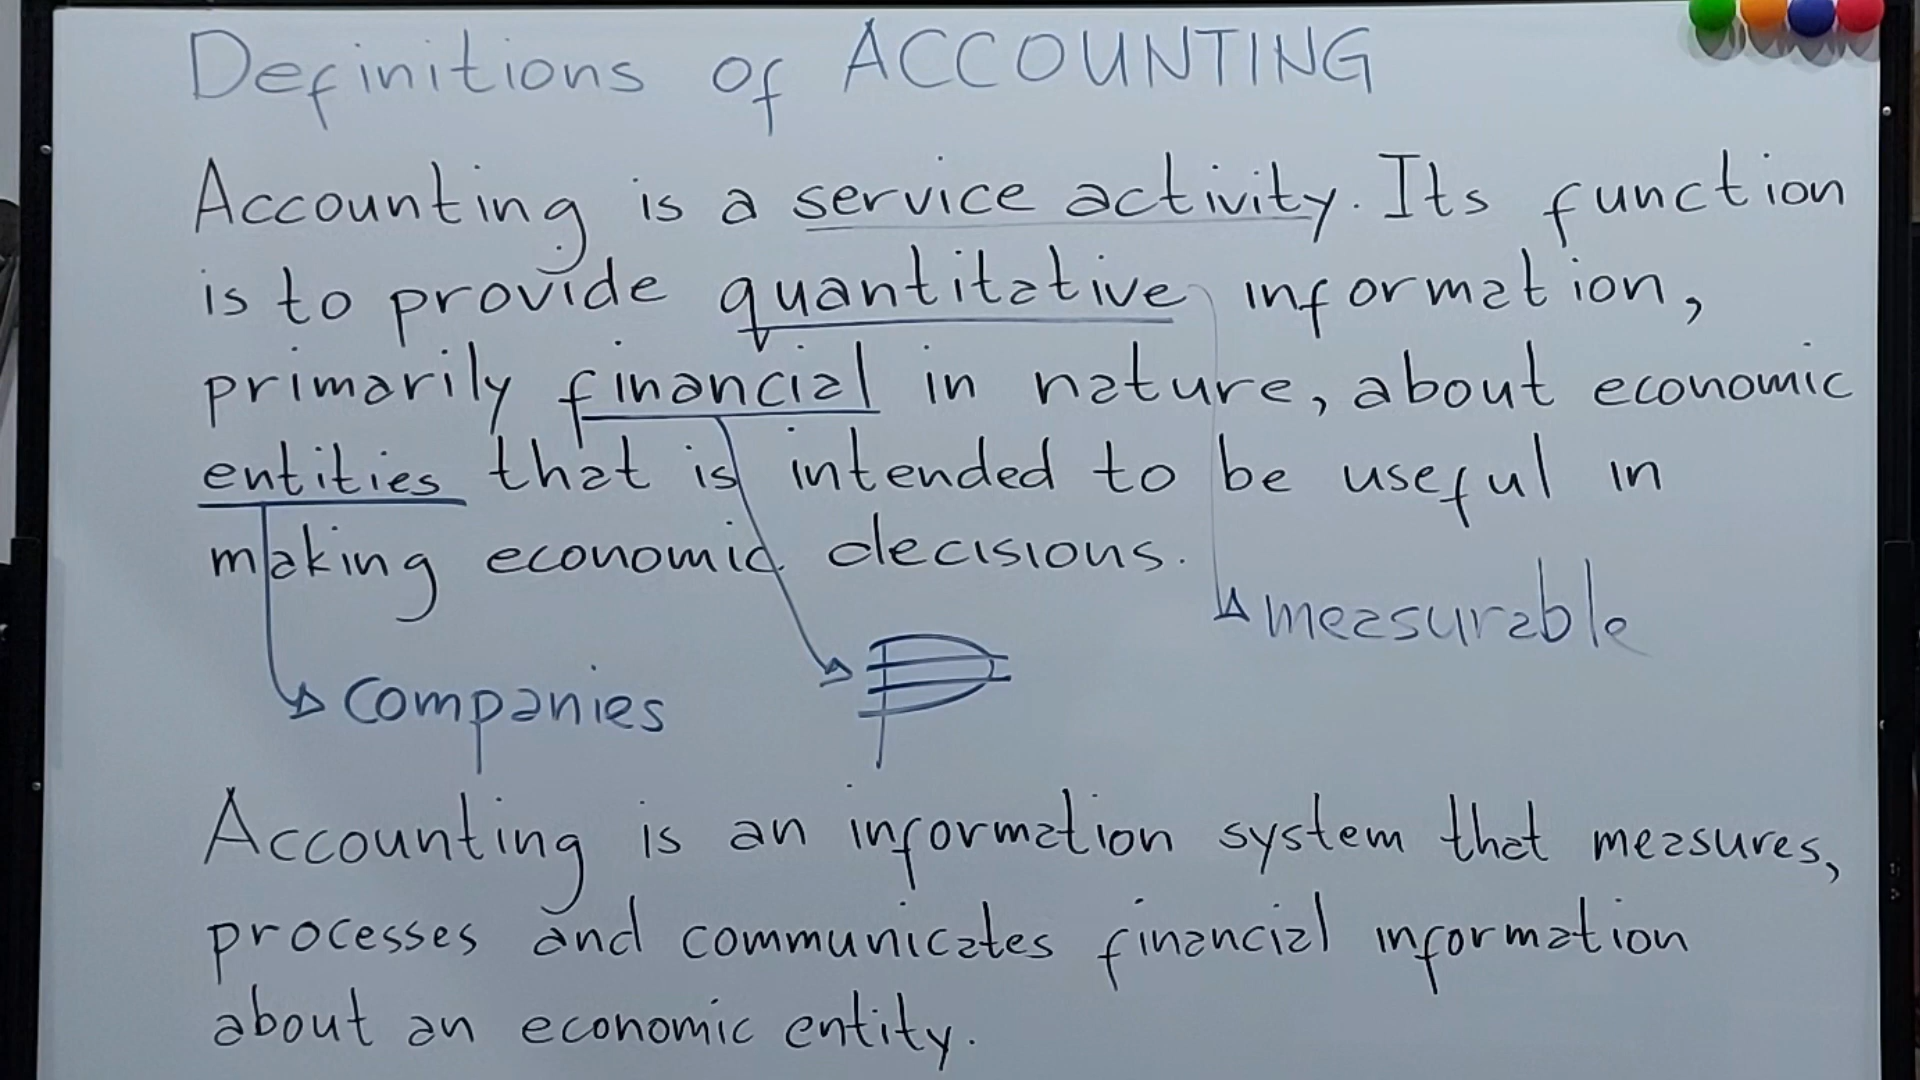 Definitions of ACCOUNTING
Accounting is a service activity. Its function
is to provide quantitative information,
primarily financial in nature, about economic
entities that is intended to be useful in
making economic decisions.
measurable
companies
₱
Accounting is an information system that measures,
processes and communicates financial information
about an economic entity.